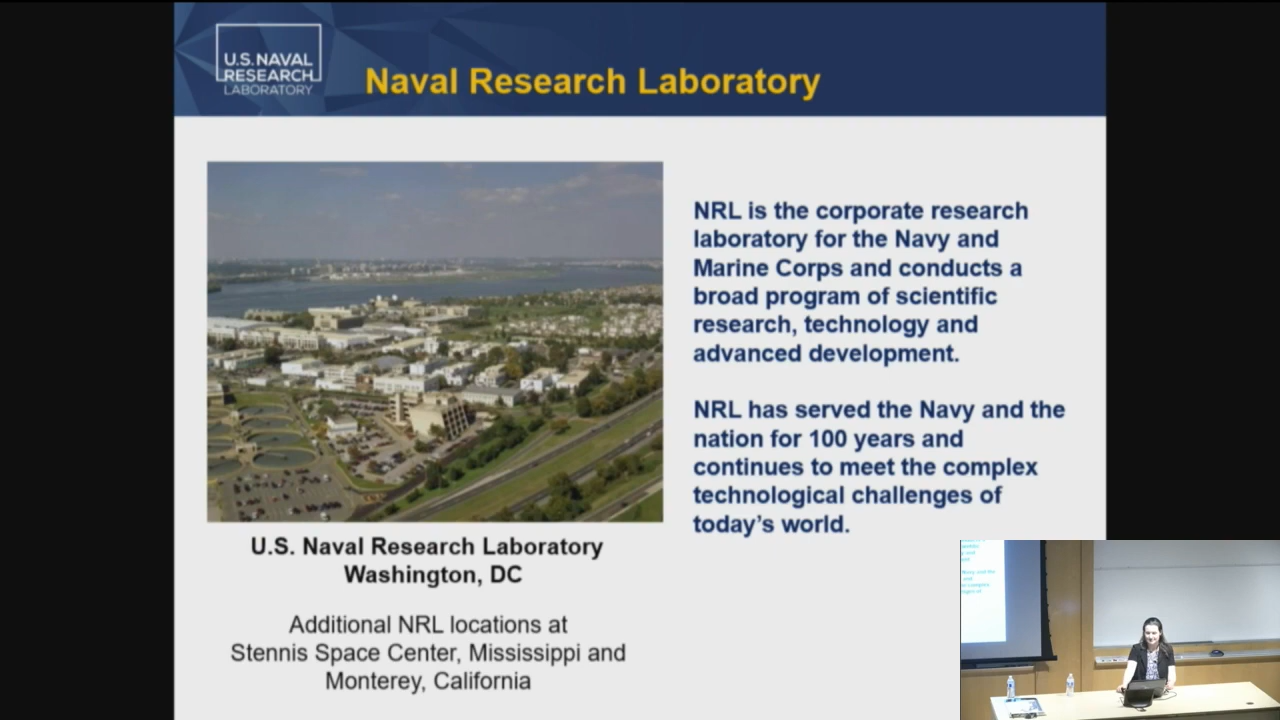 U.S. NAVAL
RESEARCH
LABORATORY
Naval Research Laboratory
NRL is the corporate research
laboratory for the Navy and
Marine Corps and conducts a
broad program of scientific
research, technology and
advanced development.
NRL has served the Navy and the
nation for 100 years and
continues to meet the complex
technological challenges of
today's world.
U.S. Naval Research Laboratory
Washington, DC
Additional NRL locations at
Stennis Space Center, Mississippi and
Monterey, California